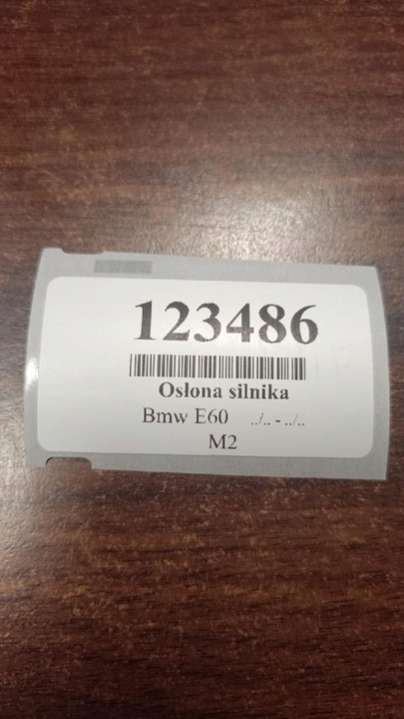 123486
Osłona silnika
Bmw E60 ../.. - ../..
M2